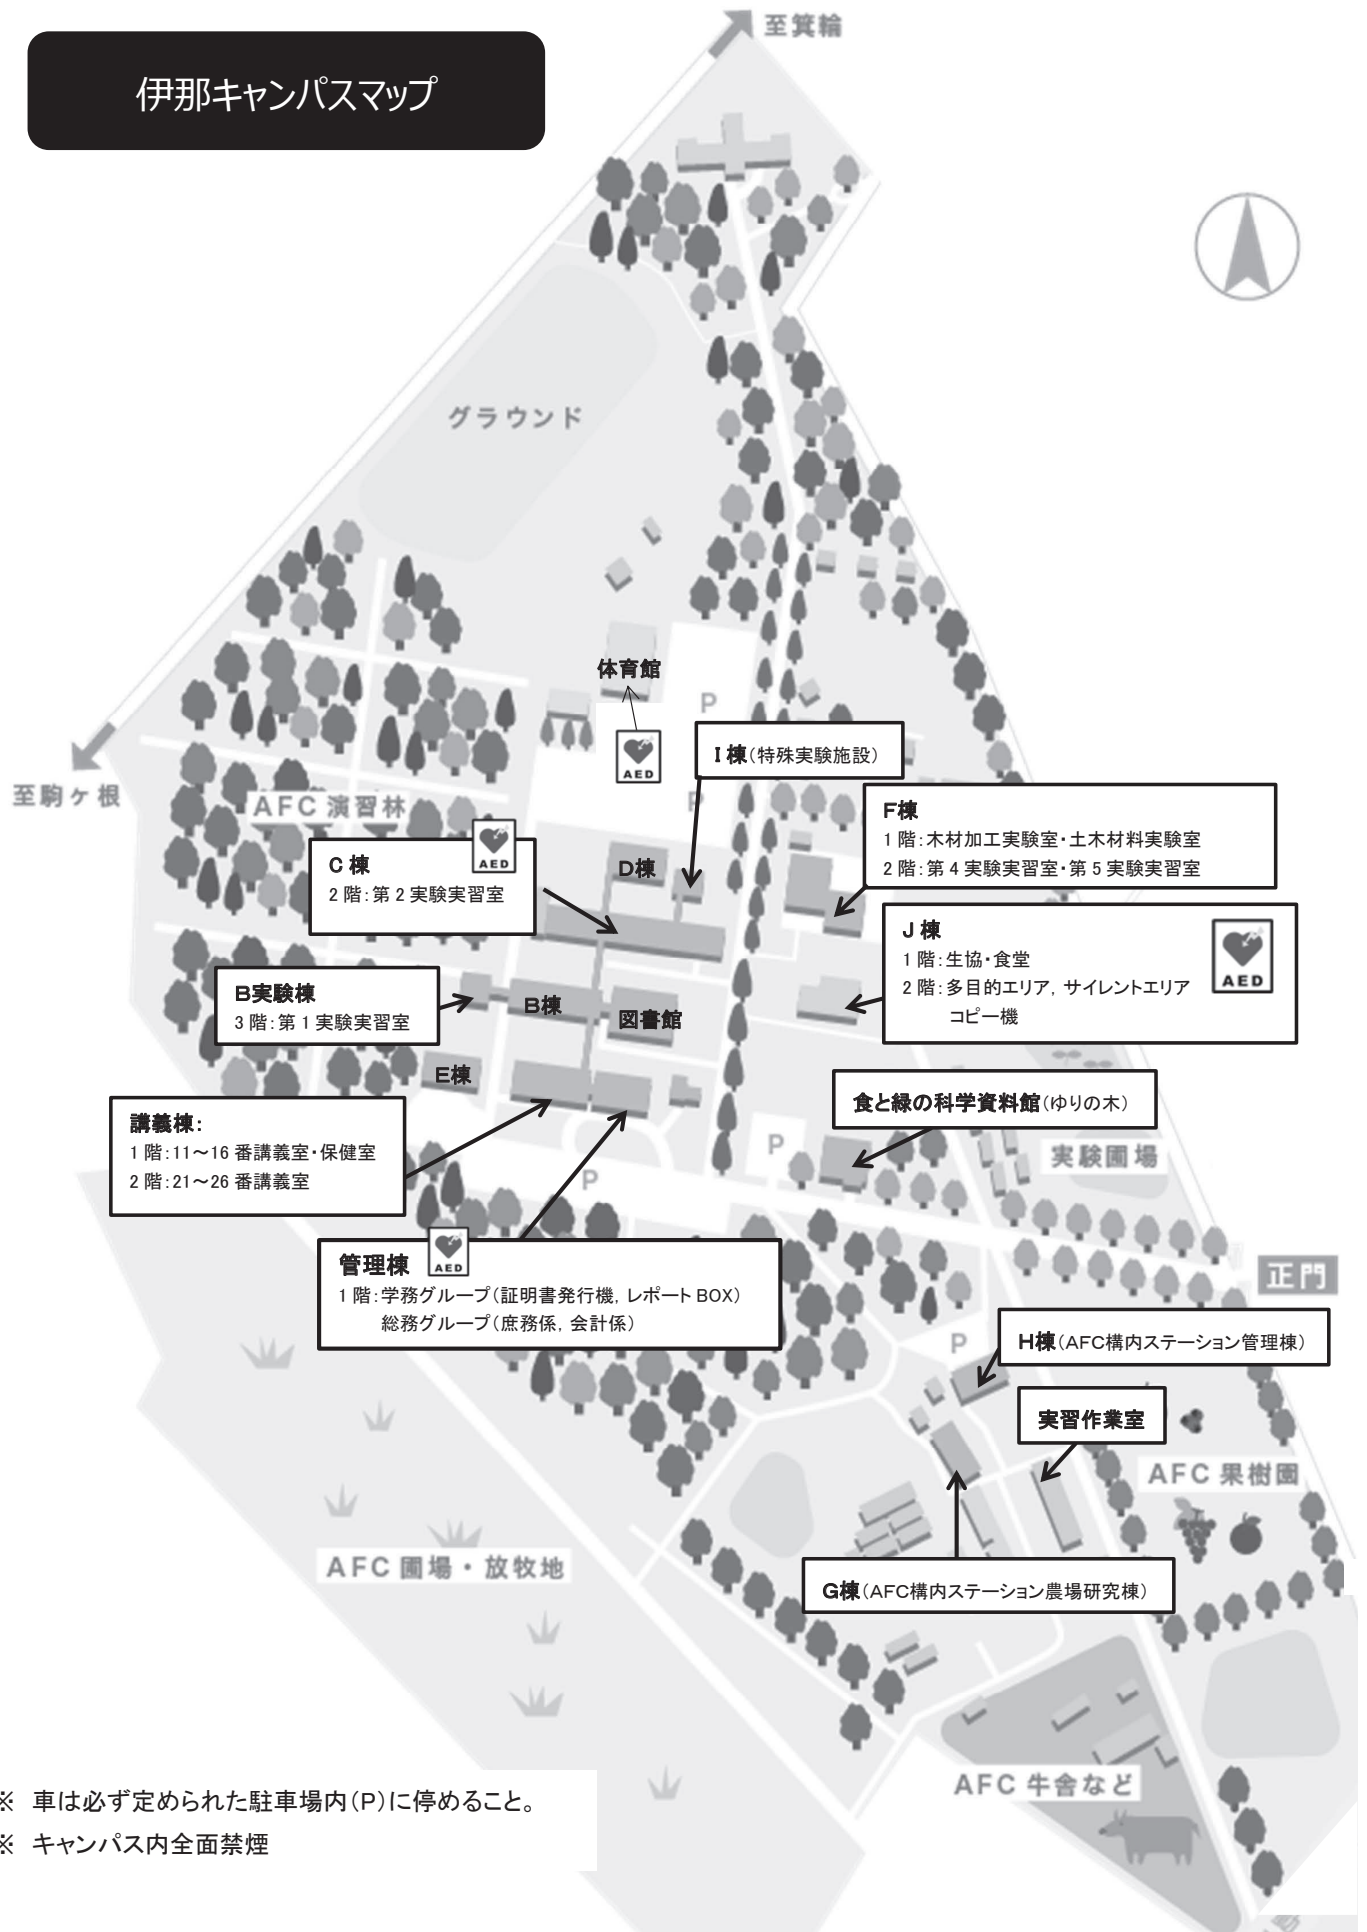 至箕輪
伊那キャンパスマップ
グラウンド
体育館
P
AED
I 棟(特殊実験施設)
P
至駒ヶ根
AFC 演習林
F棟
1 階:木材加工実験室・土木材料実験室
2 階:第 4 実験実習室・第 5 実験実習室
AED
C 棟
2 階:第 2 実験実習室
D棟
J 棟
1 階:生協・食堂
2 階:多目的エリア, サイレントエリア
コピー機
AED
B実験棟
3 階:第 1 実験実習室
B棟
図書館
E棟
食と緑の科学資料館(ゆりの木)
講義棟:
1 階:11～16 番講義室・保健室
2 階:21～26 番講義室
P
実験圃場
P
管理棟
AED
1 階:学務グループ(証明書発行機, レポート BOX)
総務グループ(庶務係, 会計係)
正門
P
H棟(AFC構内ステーション管理棟)
実習作業室
AFC 果樹園
AFC 圃場・放牧地
G棟(AFC構内ステーション農場研究棟)
AFC 牛舎など
※ 車は必ず定められた駐車場内(P)に停めること。
※ キャンパス内全面禁煙